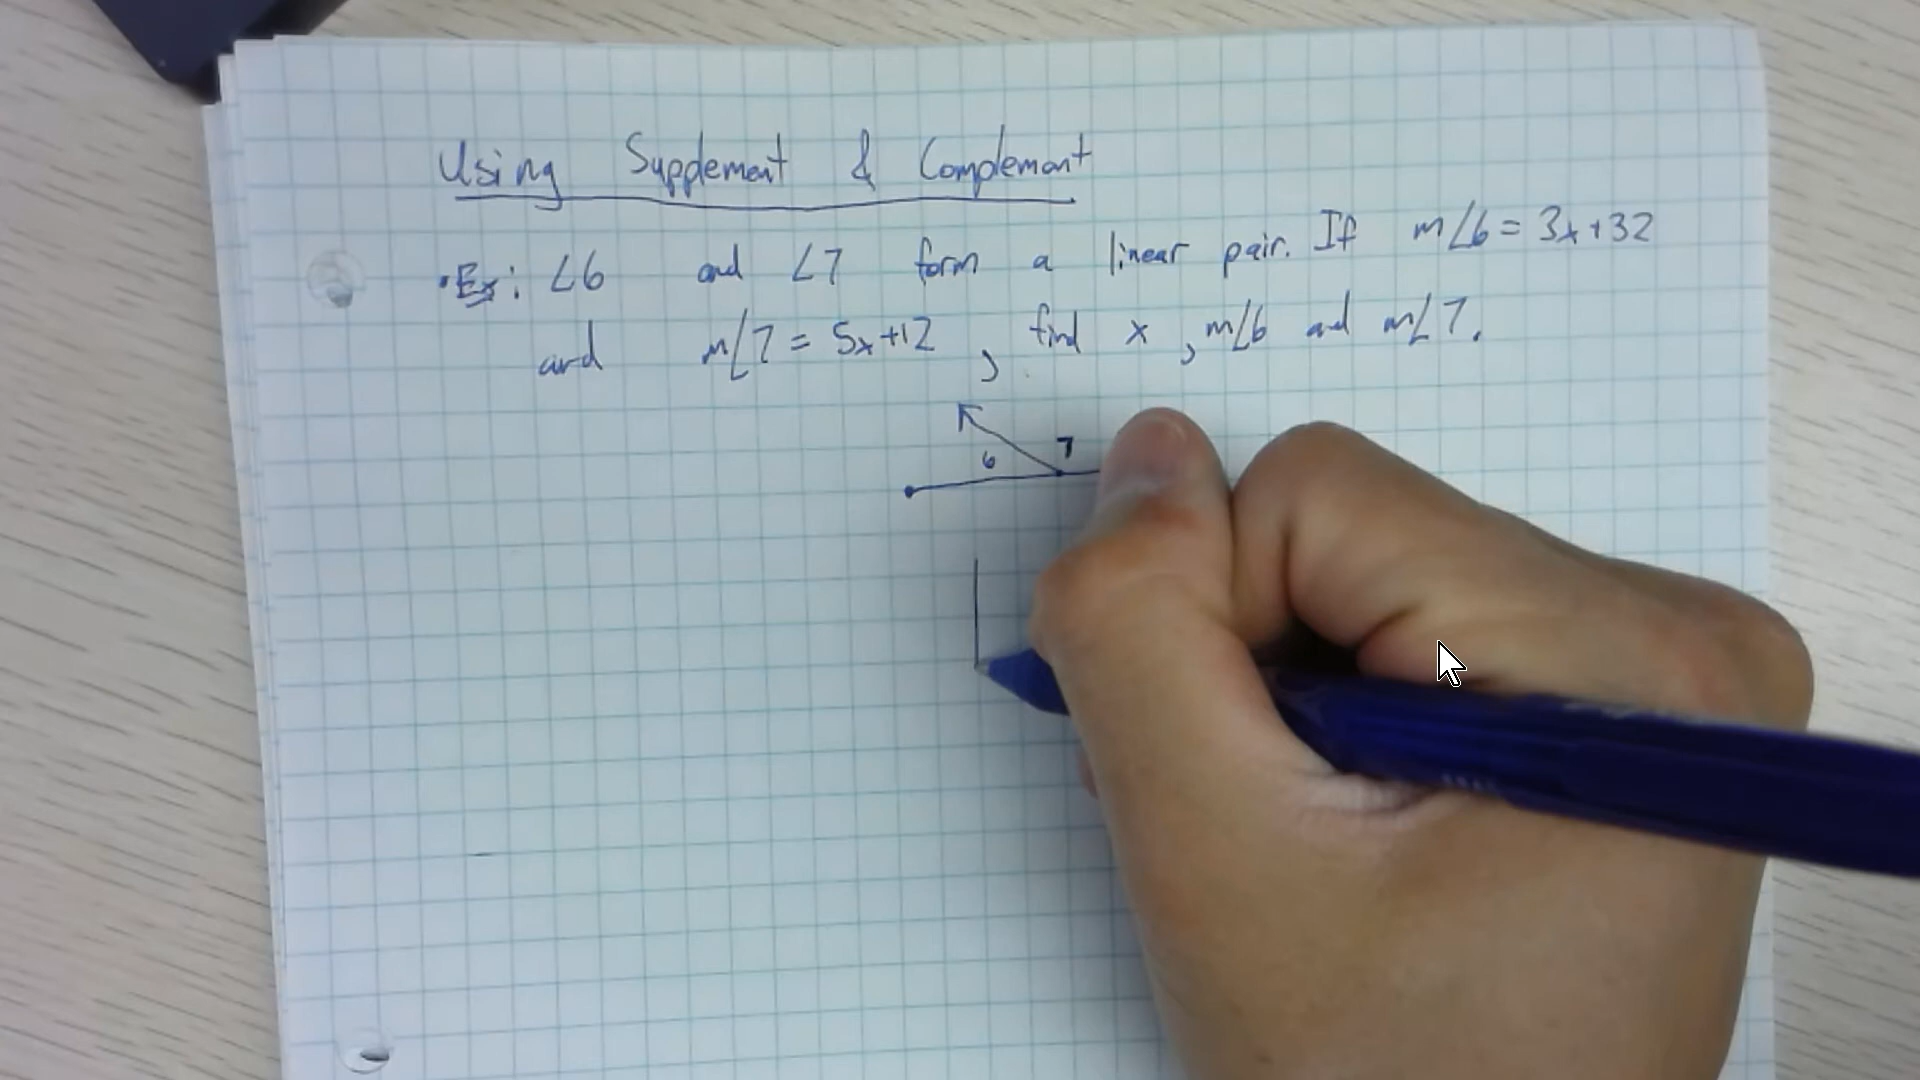 Using Supplement & Complement
• Ex: ∠6 and ∠7 form a linear pair. If m∠6 = 3x+32
and m∠7 = 5x+12, find x, m∠6 and m∠7.
6 7